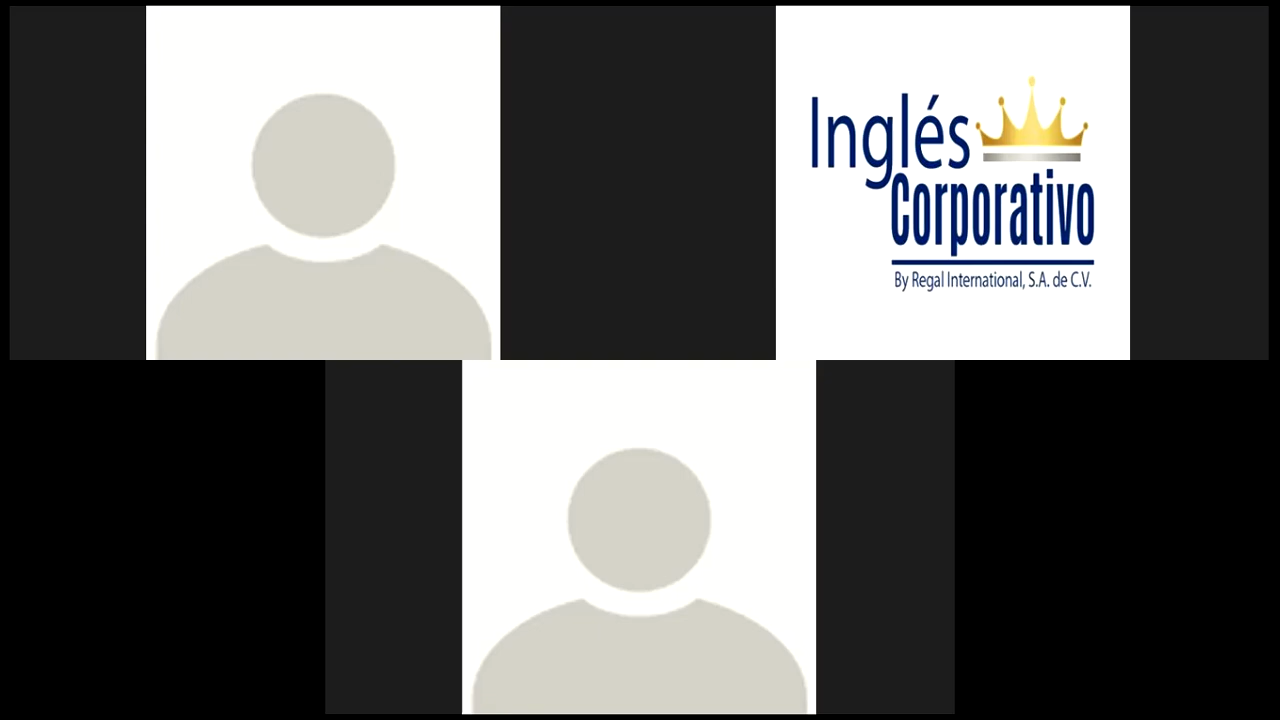 Inglés
Corporativo
By Regal International, S.A. de C.V.